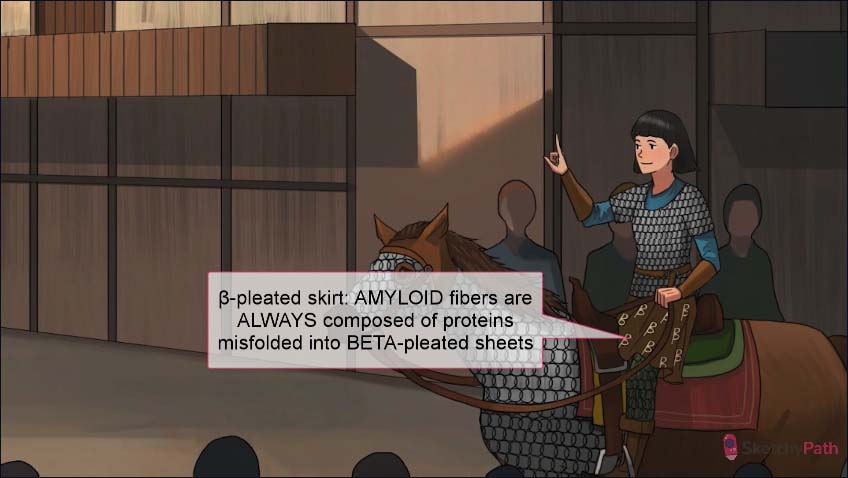 β-pleated skirt: AMYLOID fibers are
ALWAYS composed of proteins
misfolded into BETA-pleated sheets
β β β
β β β
β β β
SketchyPath